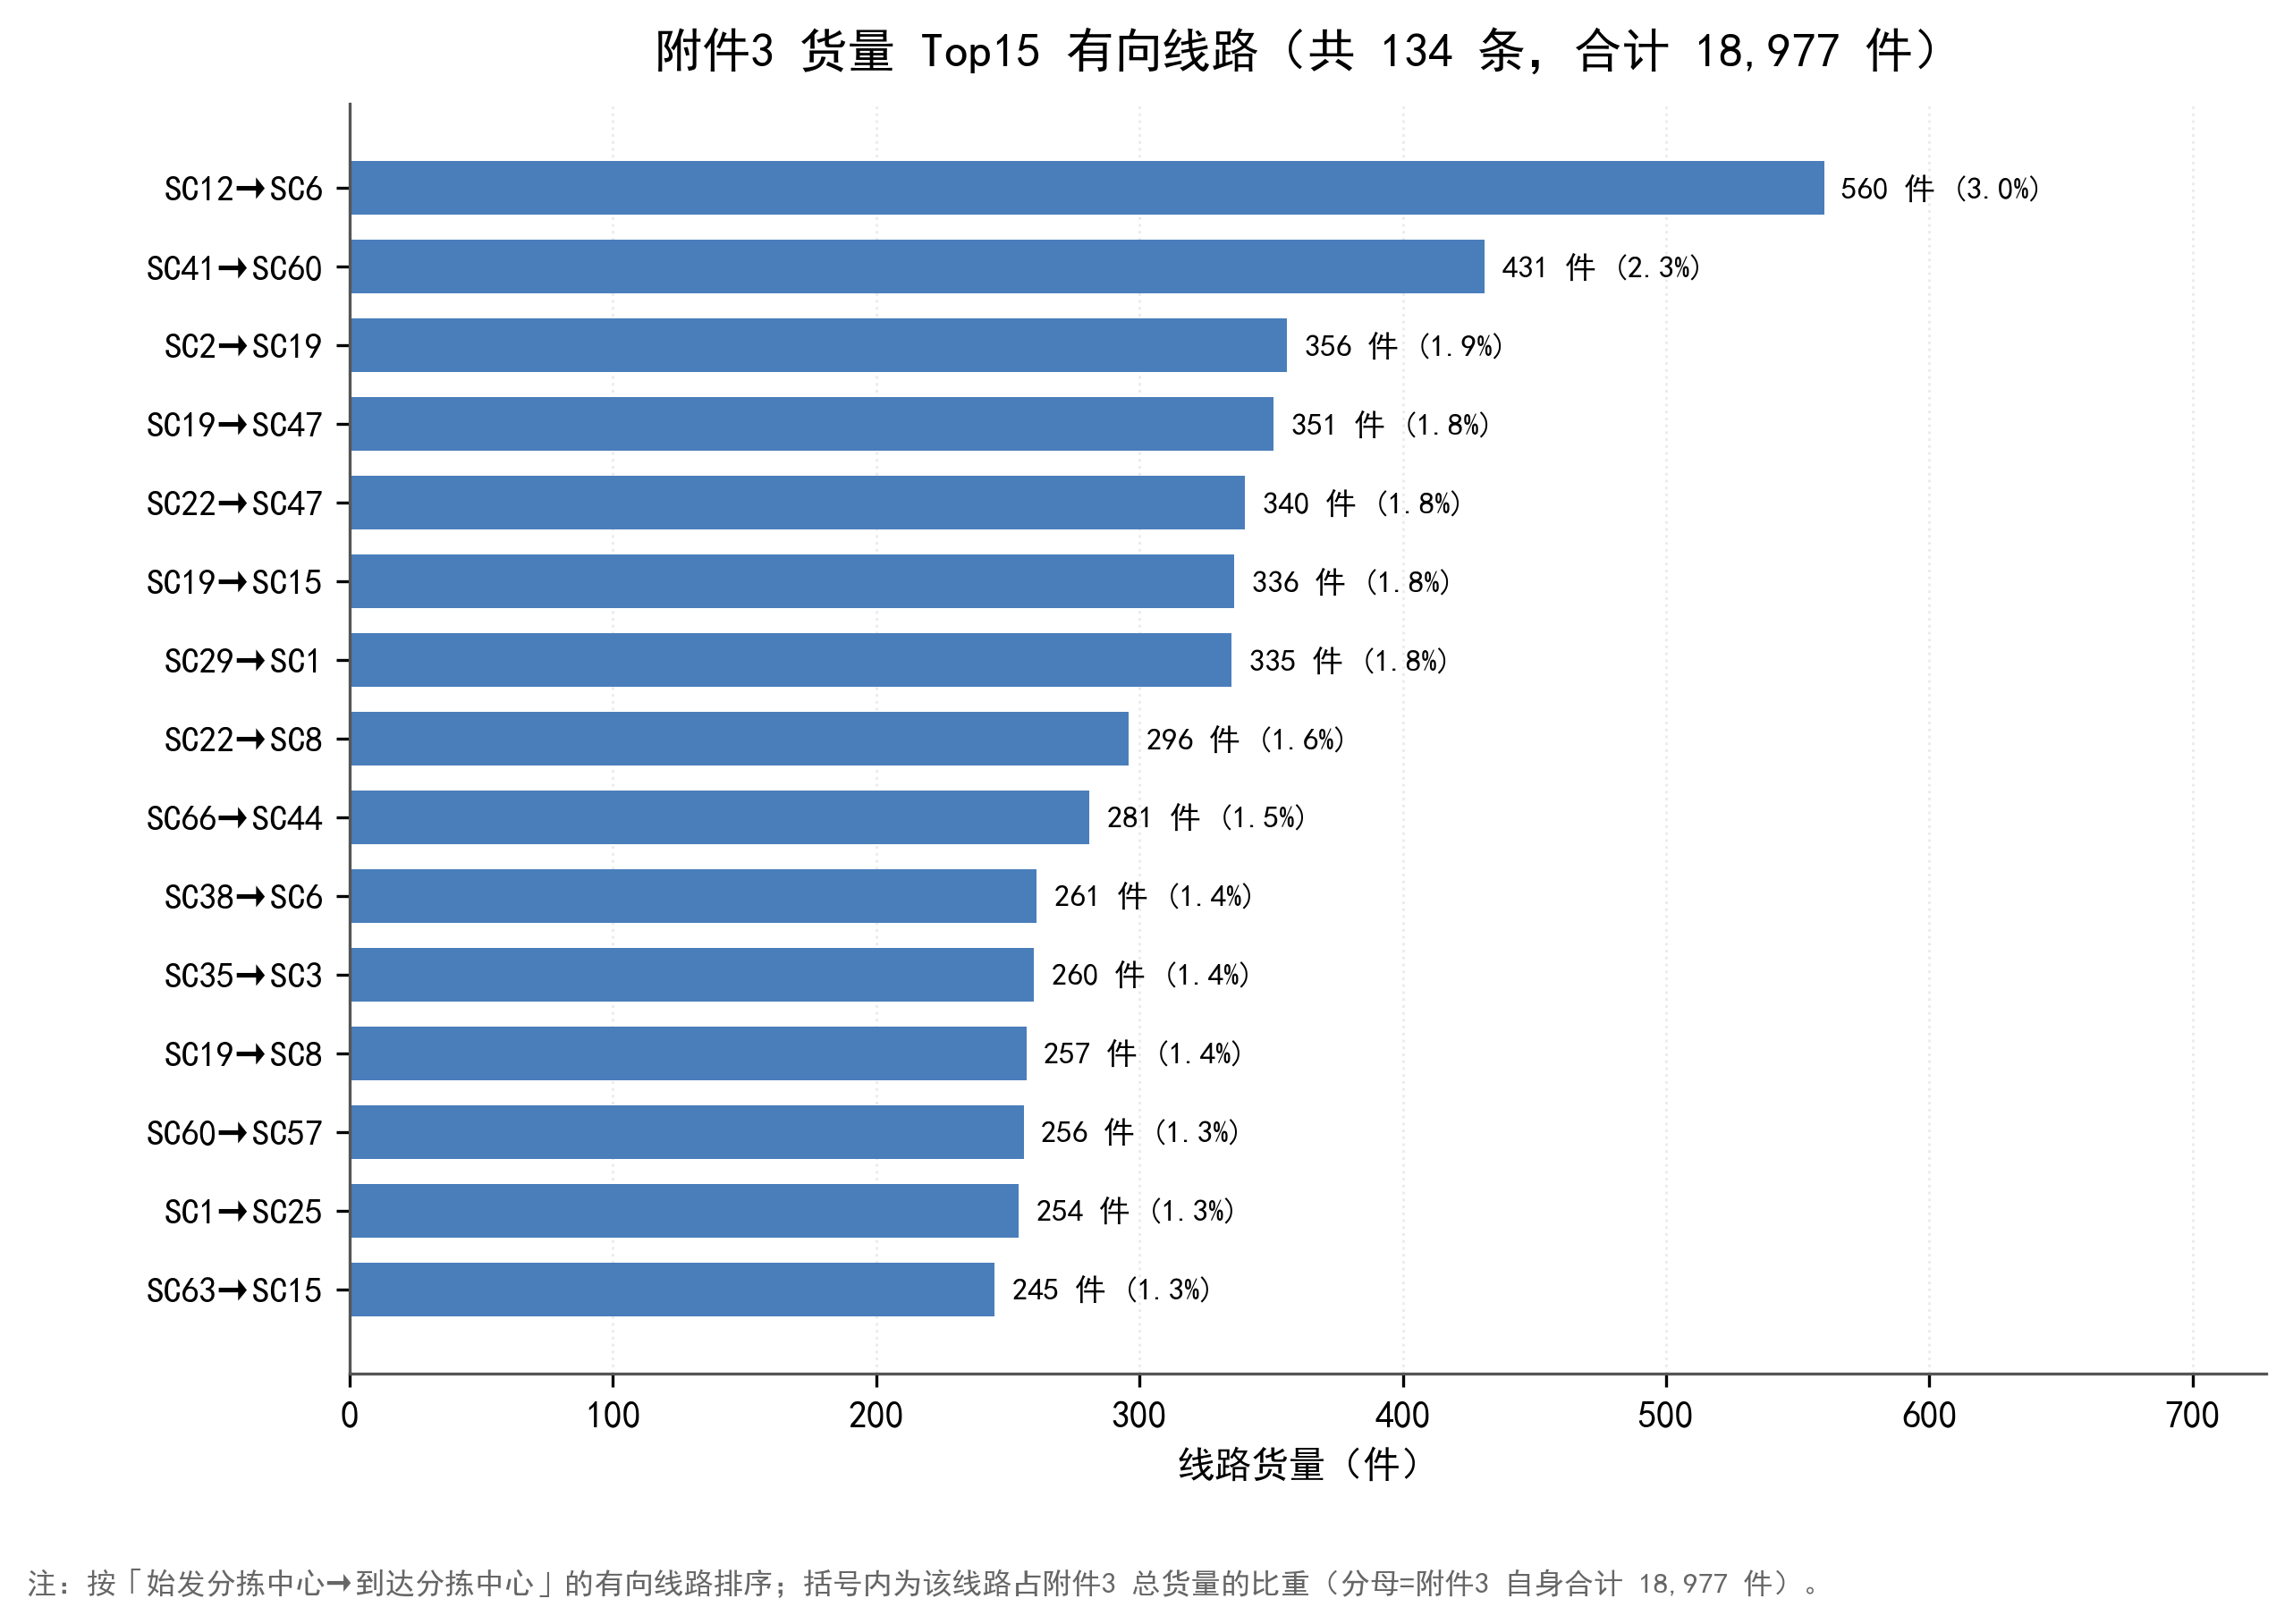 附件3 货量 Top15 有向线路（共 134 条，合计 18,977 件）
SC12→SC6 560 件 (3.0%)
SC41→SC60 431 件 (2.3%)
SC2→SC19 356 件 (1.9%)
SC19→SC47 351 件 (1.8%)
SC22→SC47 340 件 (1.8%)
SC19→SC15 336 件 (1.8%)
SC29→SC1 335 件 (1.8%)
SC22→SC8 296 件 (1.6%)
SC66→SC44 281 件 (1.5%)
SC38→SC6 261 件 (1.4%)
SC35→SC3 260 件 (1.4%)
SC19→SC8 257 件 (1.4%)
SC60→SC57 256 件 (1.3%)
SC1→SC25 254 件 (1.3%)
SC63→SC15 245 件 (1.3%)
0 100 200 300 400 500 600 700
线路货量（件）
注：按「始发分拣中心→到达分拣中心」的有向线路排序；括号内为该线路占附件3 总货量的比重（分母=附件3 自身合计 18,977 件）。